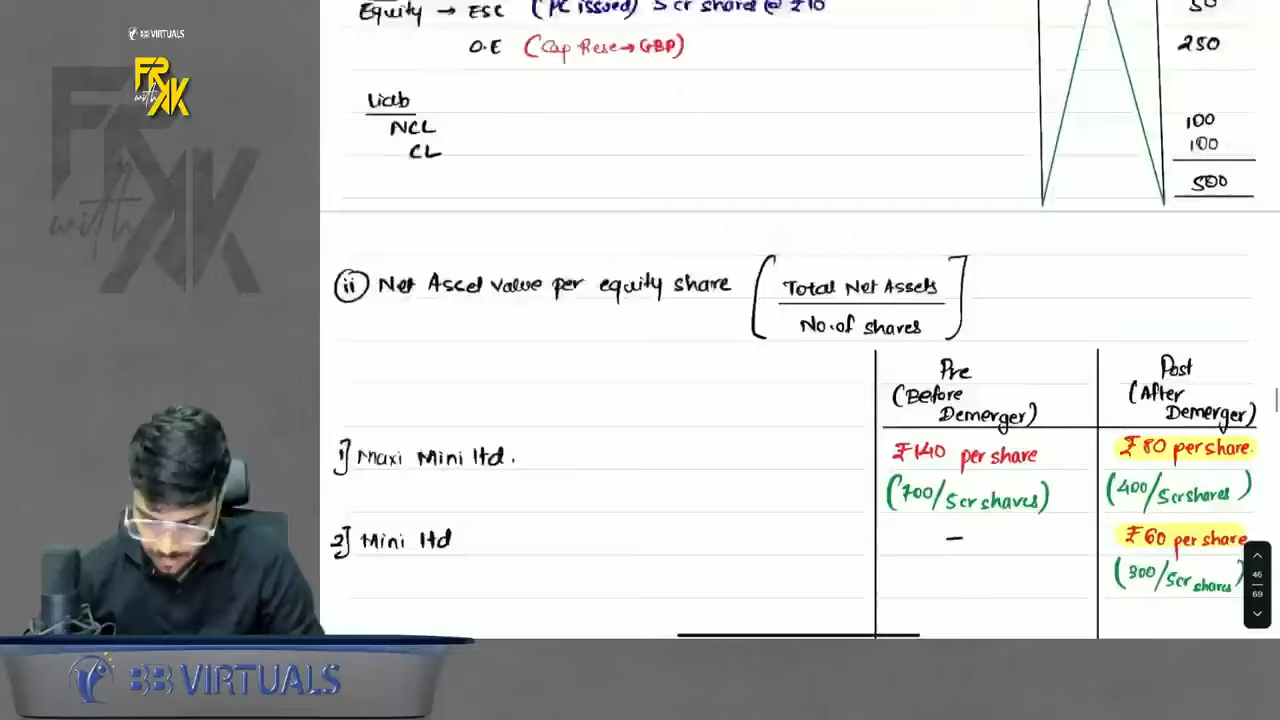 BB VIRTUALS
FR
with
KK
Equity → ESC (PC issued) 5 cr shares @ ₹10
50
O.E (Cap Rese → GBP)
250
Liab
NCL
100
CL
100
500
ii) Net Asset value per equity share [ Total Net Assets
No. of shares ]
Pre
(Before
Demerger)
Post
(After
Demerger)
1] Maxi Mini ltd.
₹140 per share
₹80 per share.
(700/5cr shares)
(400/5cr shares)
2] Mini ltd
–
₹60 per share
(300/5cr shares)
46
69
BB VIRTUALS